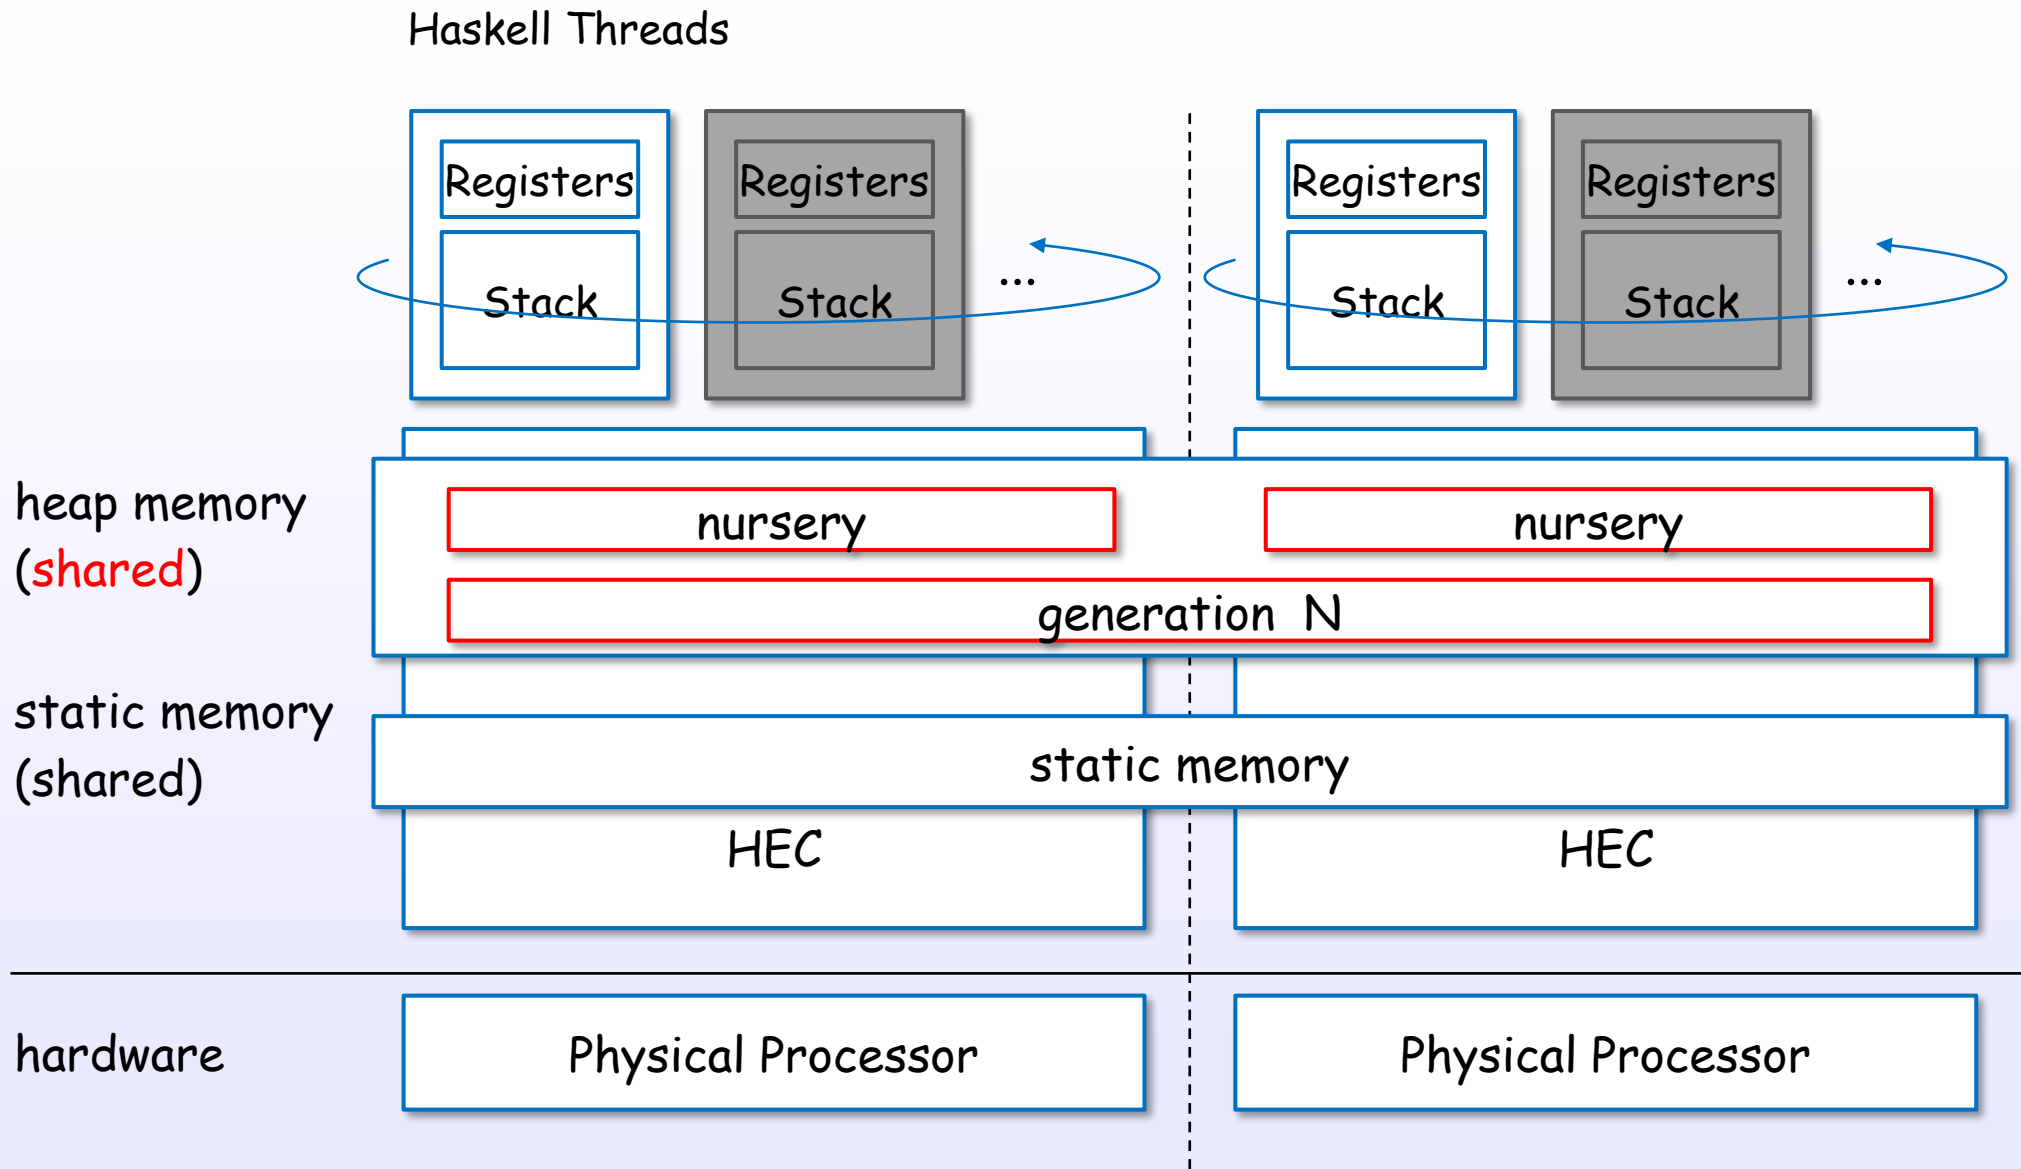 Haskell Threads
Registers
Registers
Registers
Registers
Stack
Stack
...
Stack
Stack
...
heap memory
(shared)
nursery
nursery
generation N
static memory
(shared)
static memory
HEC
HEC
hardware
Physical Processor
Physical Processor